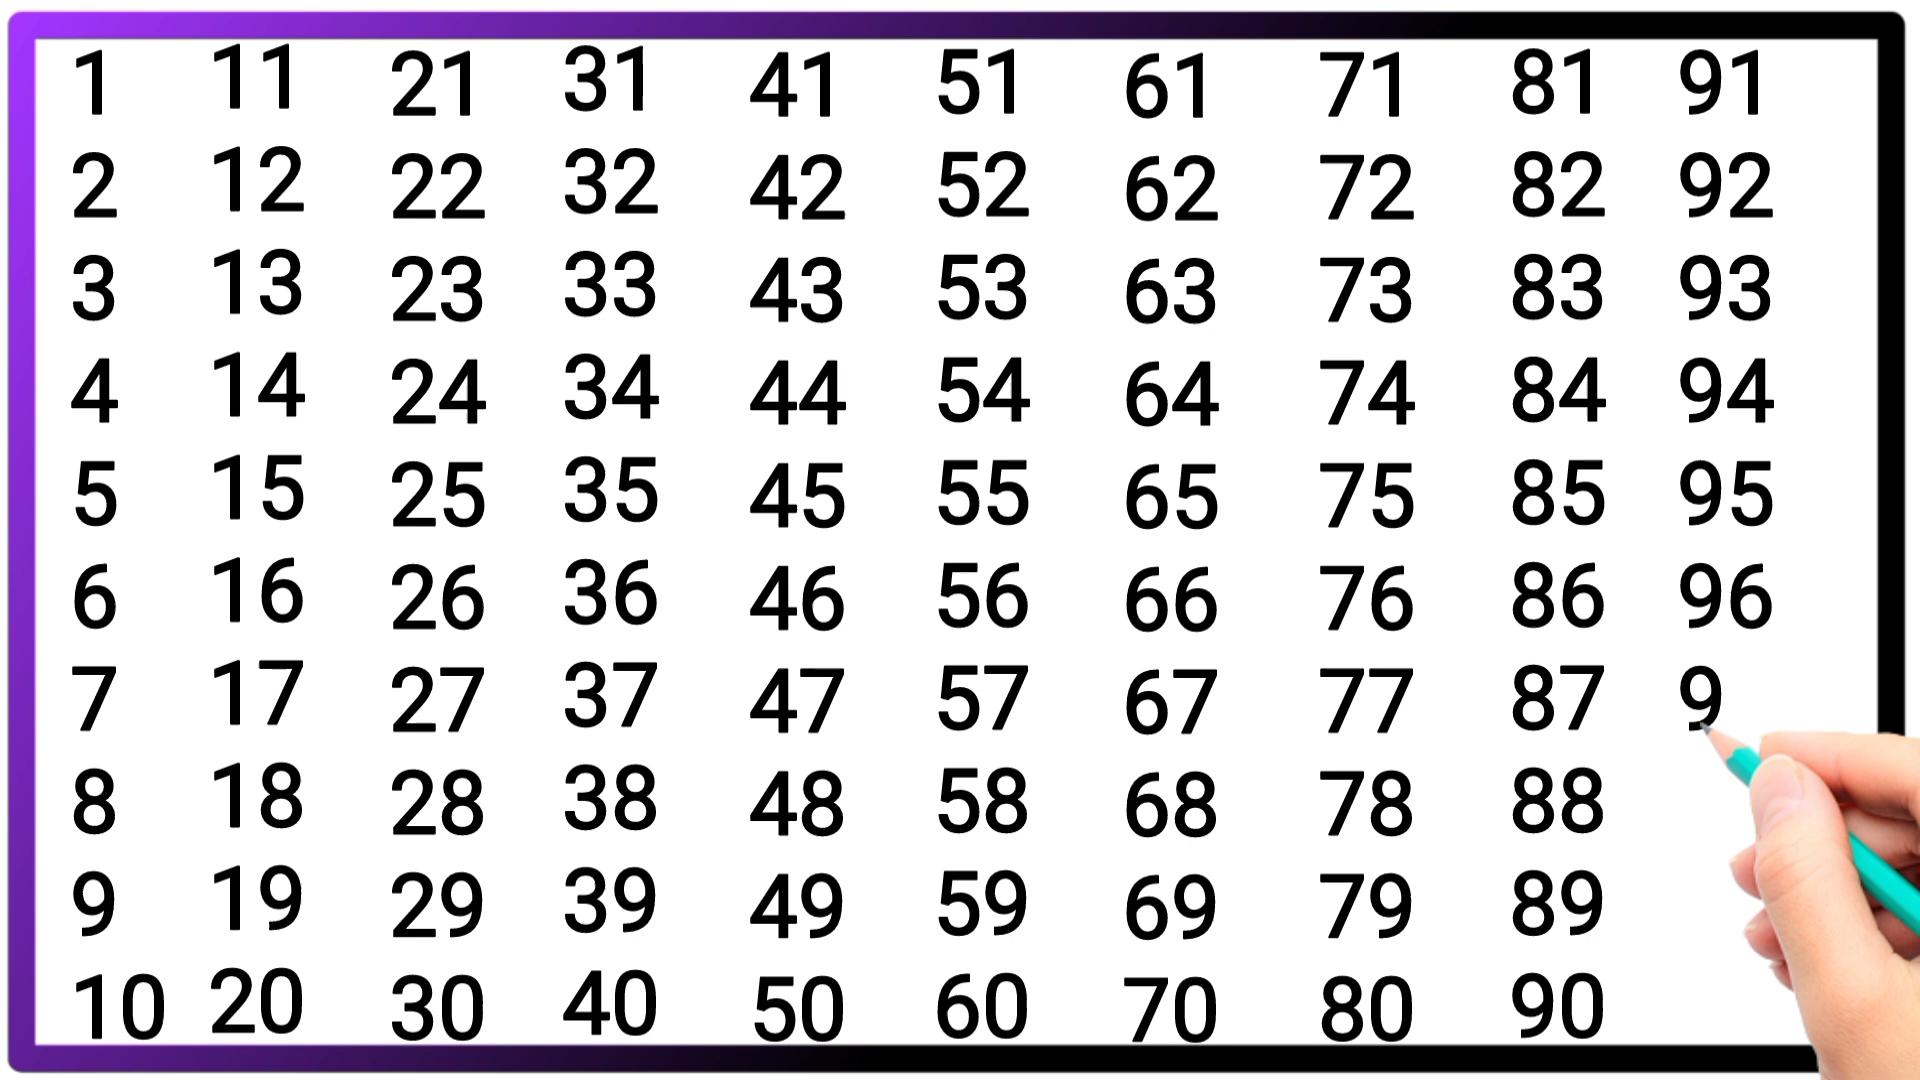 1 11 21 31 41 51 61 71 81 91
2 12 22 32 42 52 62 72 82 92
3 13 23 33 43 53 63 73 83 93
4 14 24 34 44 54 64 74 84 94
5 15 25 35 45 55 65 75 85 95
6 16 26 36 46 56 66 76 86 96
7 17 27 37 47 57 67 77 87 9
8 18 28 38 48 58 68 78 88
9 19 29 39 49 59 69 79 89
10 20 30 40 50 60 70 80 90